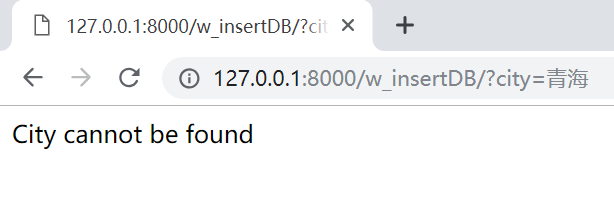 127.0.0.1:8000/w_insertDB/?cit
127.0.0.1:8000/w_insertDB/?city=青海
City cannot be found